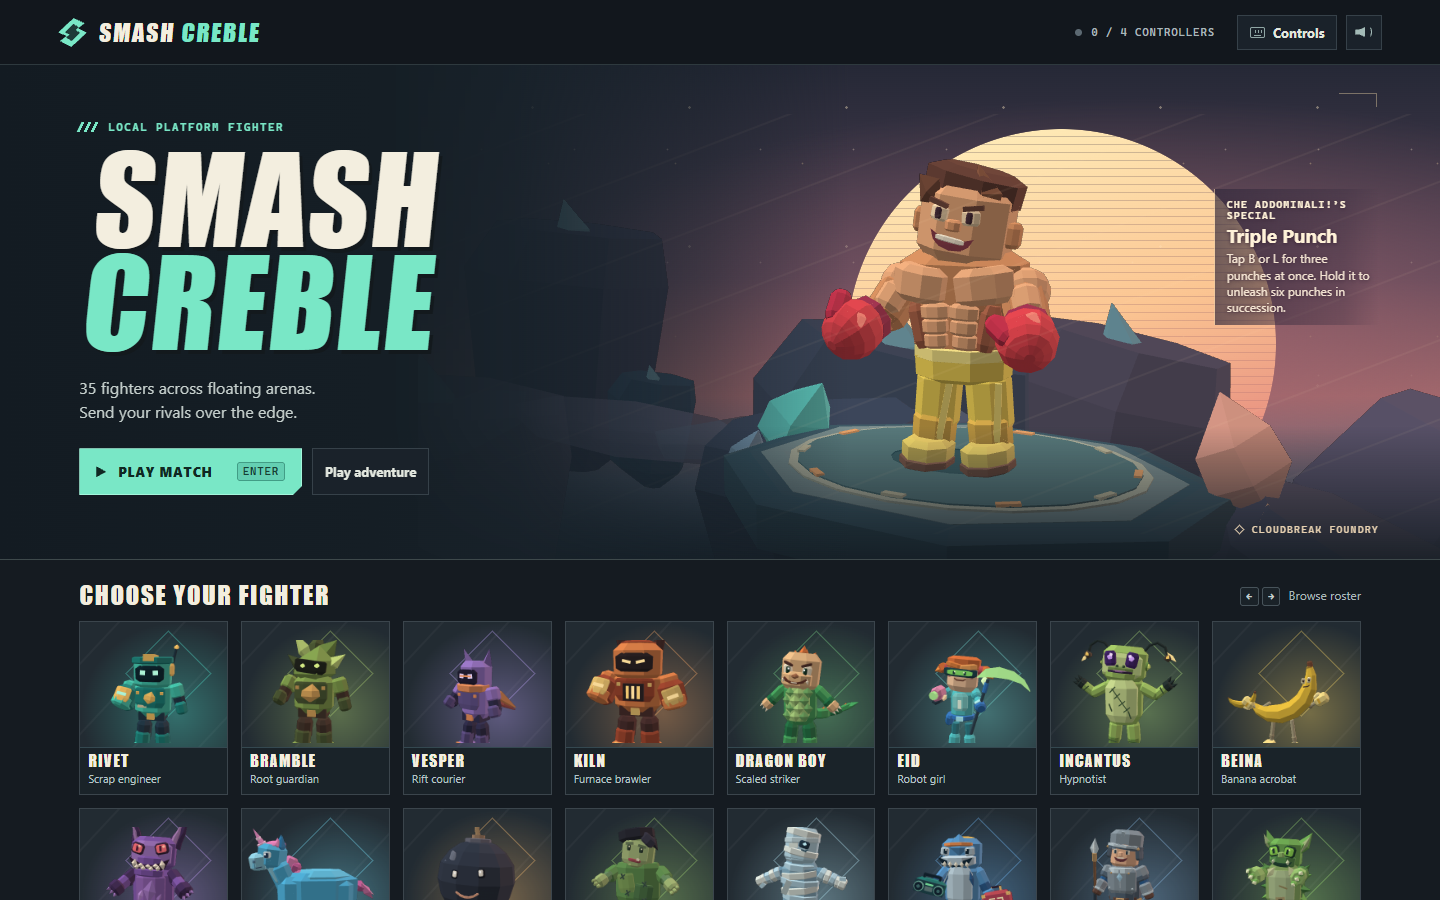 SMASH CREBLE
0 / 4 CONTROLLERS
Controls
/// LOCAL PLATFORM FIGHTER
SMASH
CREBLE
35 fighters across floating arenas.
Send your rivals over the edge.
PLAY MATCH
ENTER
Play adventure
CHE ADDOMINALI!'S
SPECIAL
Triple Punch
Tap B or L for three
punches at once. Hold it to
unleash six punches in
succession.
CLOUDBREAK FOUNDRY
CHOOSE YOUR FIGHTER
Browse roster
RIVET
Scrap engineer
BRAMBLE
Root guardian
VESPER
Rift courier
KILN
Furnace brawler
DRAGON BOY
Scaled striker
EID
Robot girl
INCANTUS
Hypnotist
BEINA
Banana acrobat